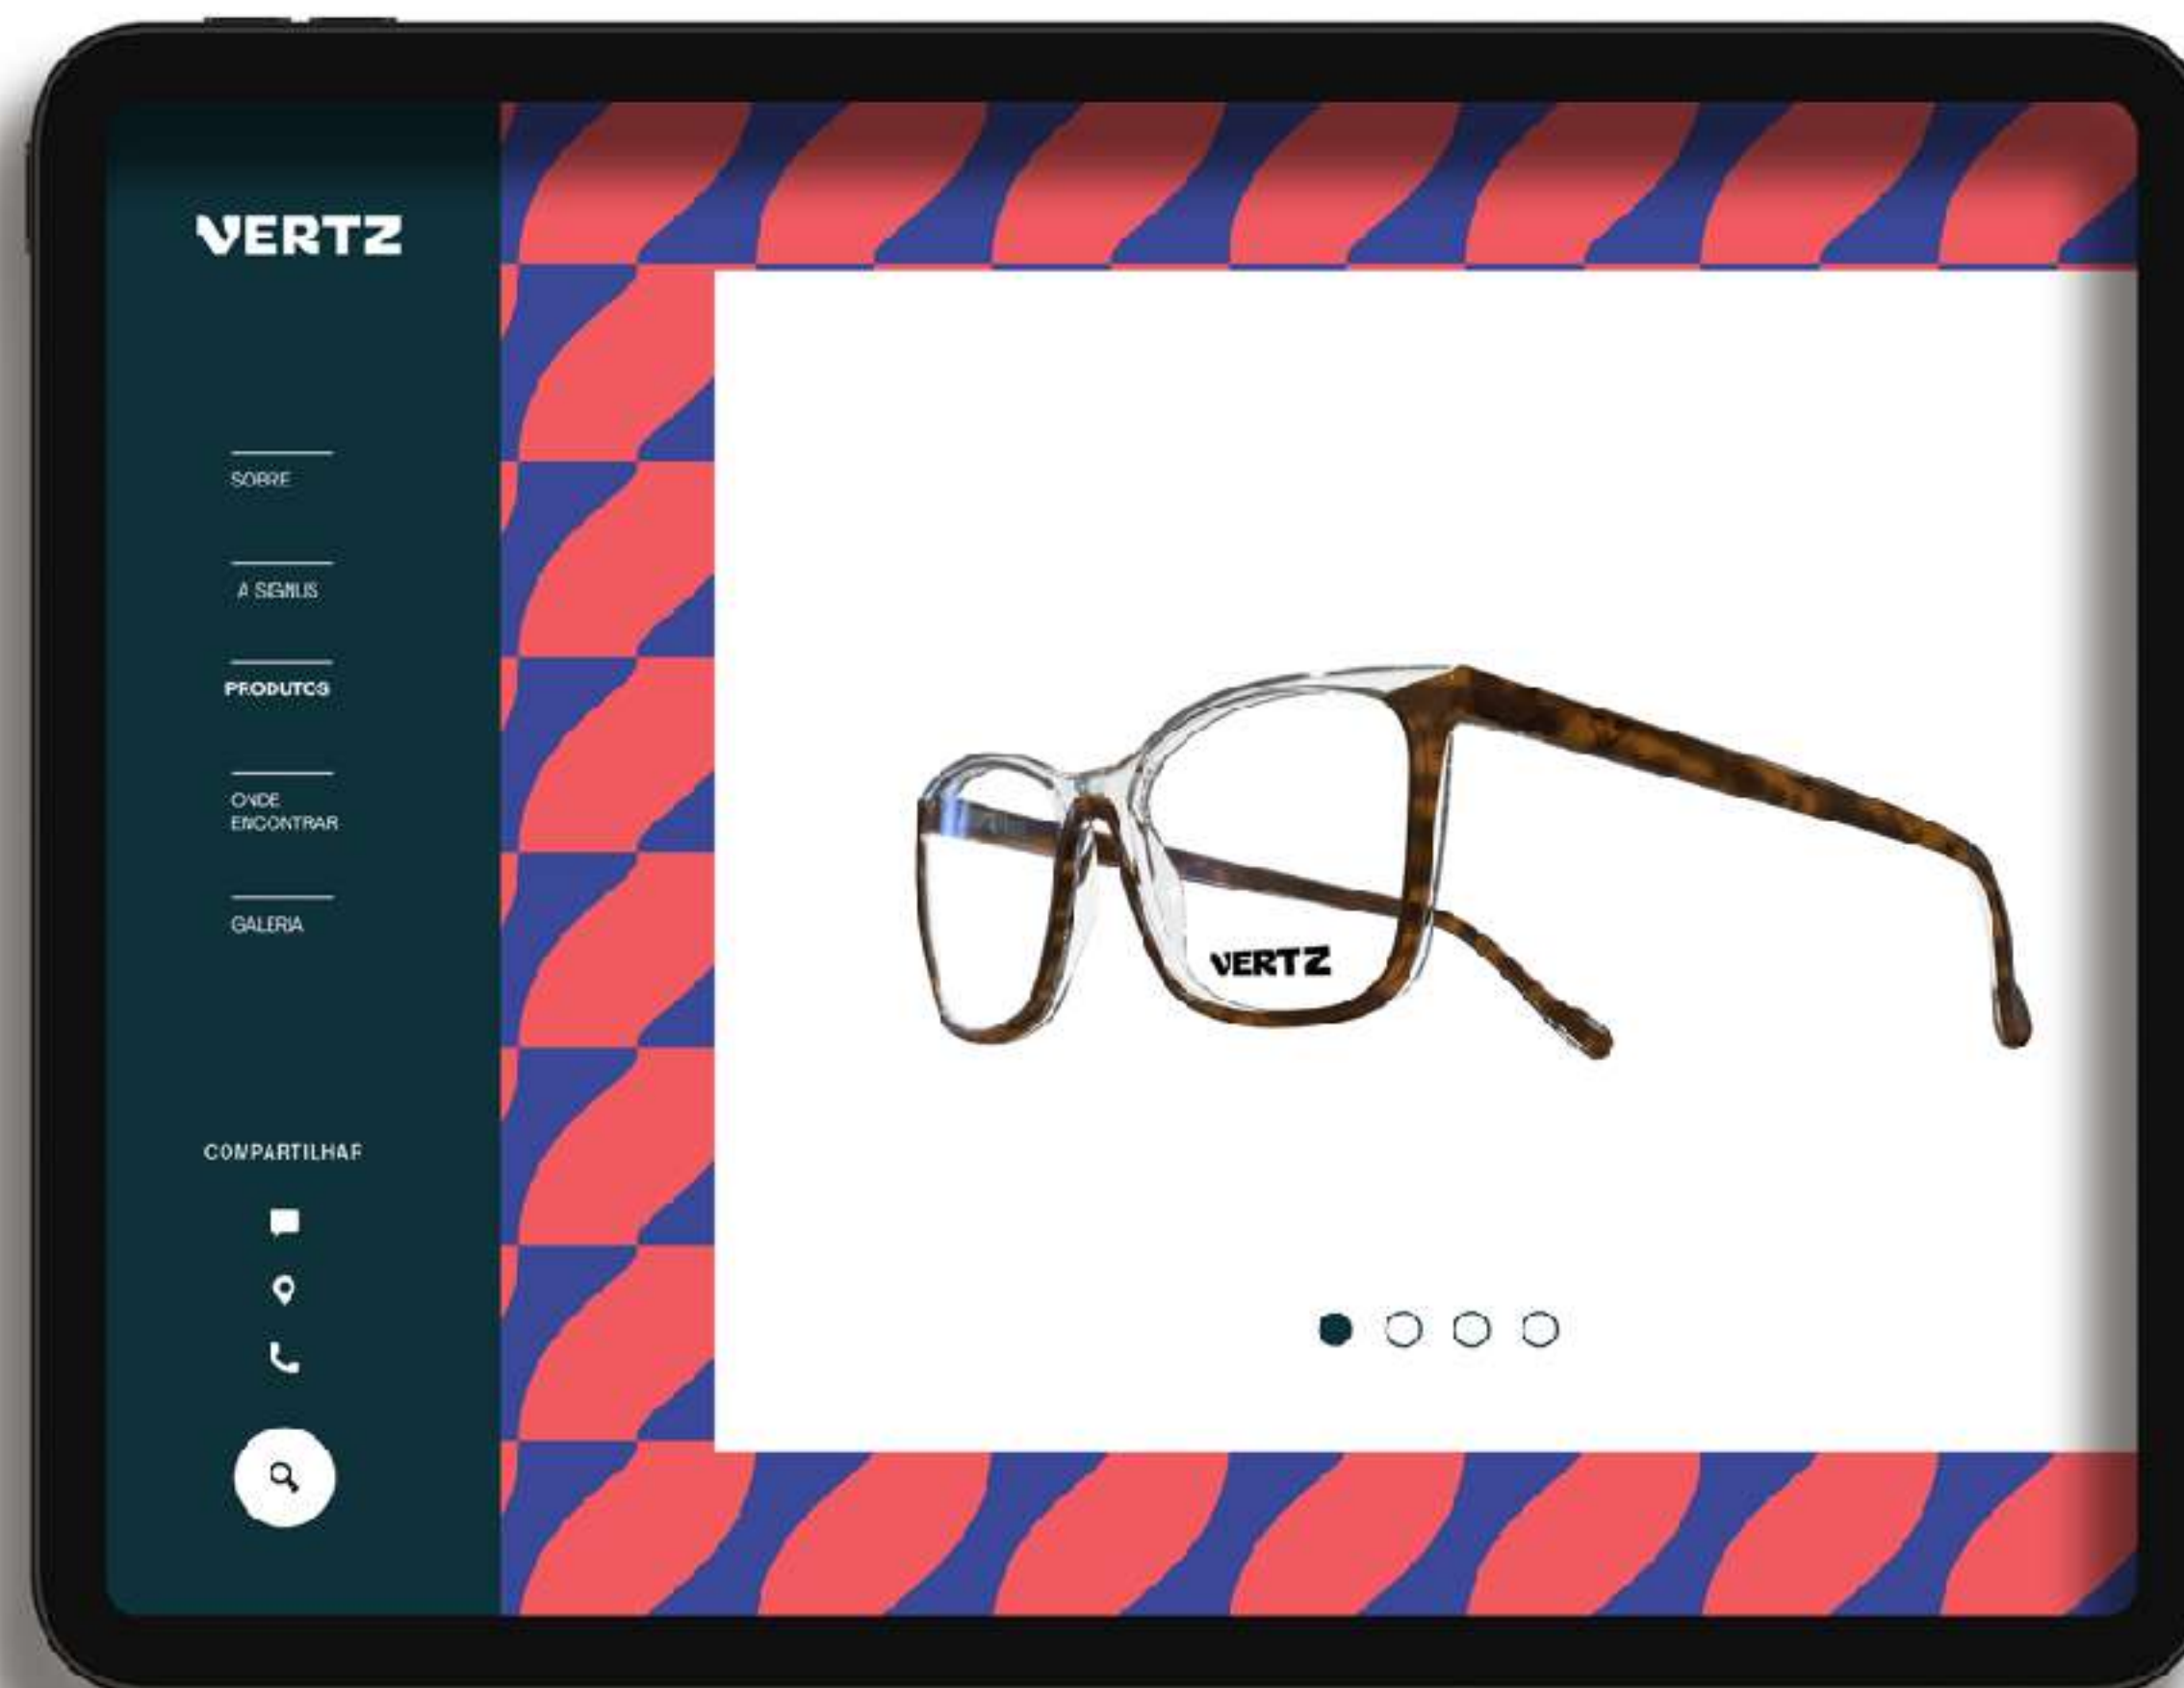 VERTZ
SOBRE
A SIGNUS
PRODUTOS
ONDE
ENCONTRAR
GALERIA
COMPARTILHAR
VERTZ